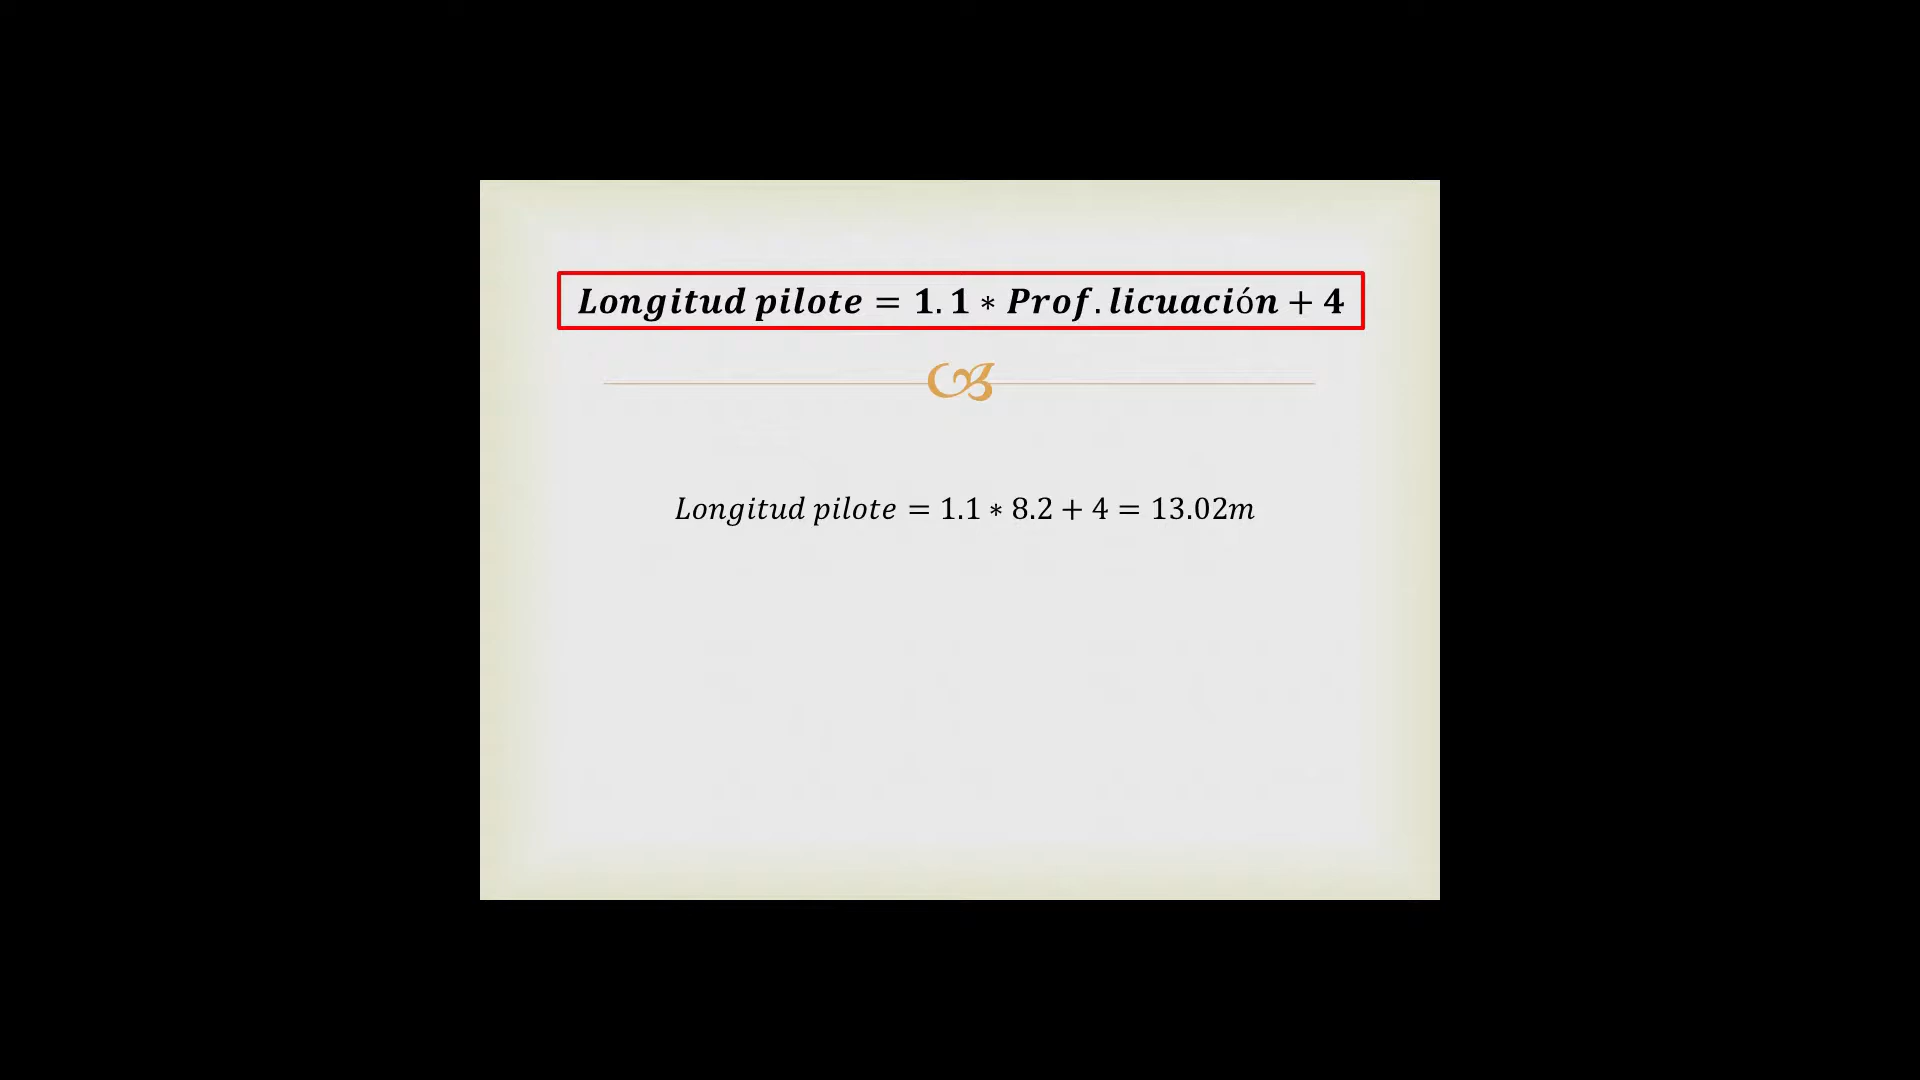 Longitud pilote = 1.1 ∗ Prof. licuación + 4
Longitud pilote = 1.1 ∗ 8.2 + 4 = 13.02m